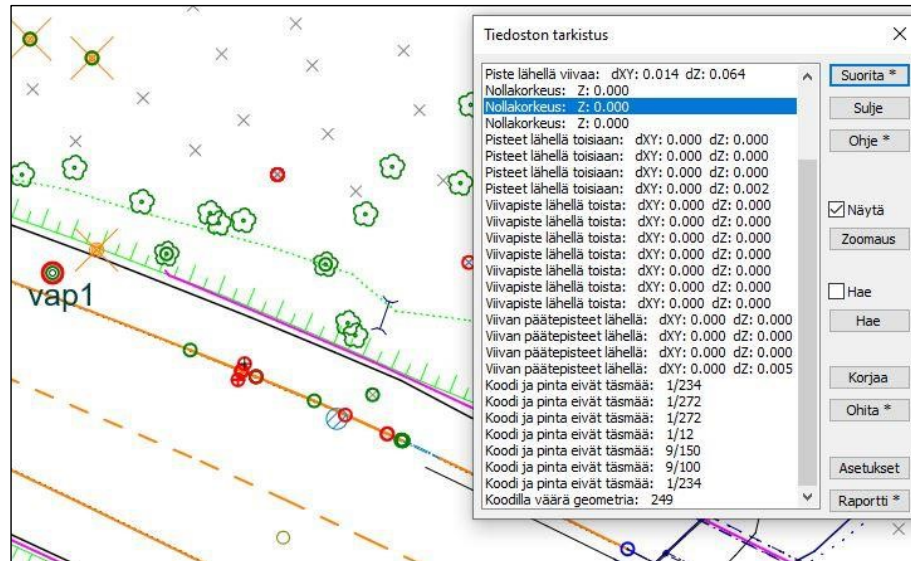 Tiedoston tarkistus
Piste lähellä viivaa: dXY: 0.014 dZ: 0.064
Nollakorkeus: Z: 0.000
Nollakorkeus: Z: 0.000
Nollakorkeus: Z: 0.000
Pisteet lähellä toisiaan: dXY: 0.000 dZ: 0.000
Pisteet lähellä toisiaan: dXY: 0.000 dZ: 0.000
Pisteet lähellä toisiaan: dXY: 0.000 dZ: 0.000
Pisteet lähellä toisiaan: dXY: 0.000 dZ: 0.002
Viivapiste lähellä toista: dXY: 0.000 dZ: 0.000
Viivapiste lähellä toista: dXY: 0.000 dZ: 0.000
Viivapiste lähellä toista: dXY: 0.000 dZ: 0.000
Viivapiste lähellä toista: dXY: 0.000 dZ: 0.000
Viivapiste lähellä toista: dXY: 0.000 dZ: 0.000
Viivapiste lähellä toista: dXY: 0.000 dZ: 0.000
Viivan päätepisteet lähellä: dXY: 0.000 dZ: 0.000
Viivan päätepisteet lähellä: dXY: 0.000 dZ: 0.000
Viivan päätepisteet lähellä: dXY: 0.000 dZ: 0.000
Viivan päätepisteet lähellä: dXY: 0.000 dZ: 0.005
Koodi ja pinta eivät täsmää: 1/234
Koodi ja pinta eivät täsmää: 1/272
Koodi ja pinta eivät täsmää: 1/272
Koodi ja pinta eivät täsmää: 1/12
Koodi ja pinta eivät täsmää: 9/150
Koodi ja pinta eivät täsmää: 9/100
Koodi ja pinta eivät täsmää: 1/234
Koodilla väärä geometria: 249
Suorita *
Sulje
Ohje *
Näytä
Zoomaus
Hae
Hae
Korjaa
Ohita *
Asetukset
Raportti *
vap1